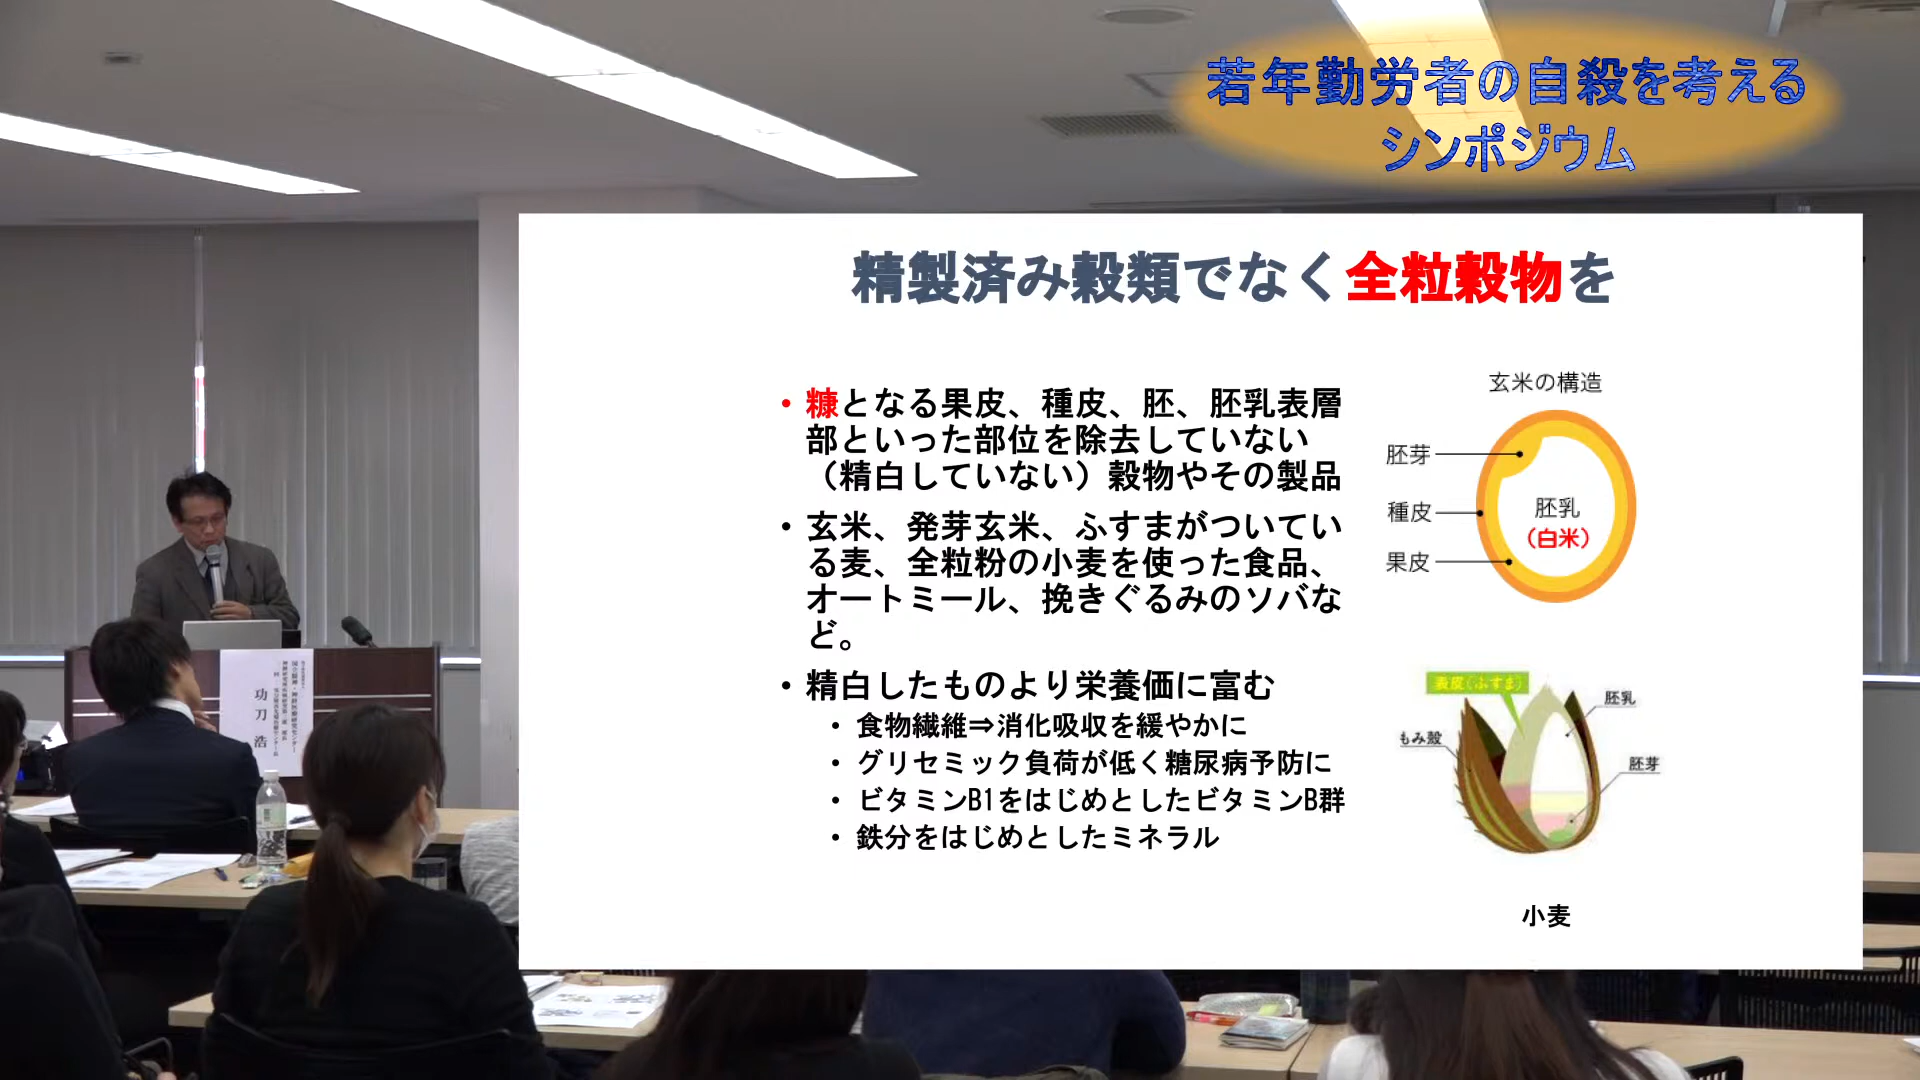 若年勤労者の自殺を考える
シンポジウム
精製済み穀類でなく全粒穀物を
• 糠となる果皮、種皮、胚、胚乳表層
部といった部位を除去していない
（精白していない）穀物やその製品
• 玄米、発芽玄米、ふすまがついてい
る麦、全粒粉の小麦を使った食品、
オートミール、挽きぐるみのソバな
ど。
• 精白したものより栄養価に富む
• 食物繊維⇒消化吸収を緩やかに
• グリセミック負荷が低く糖尿病予防に
• ビタミンB1をはじめとしたビタミンB群
• 鉄分をはじめとしたミネラル
玄米の構造
胚芽
種皮
果皮
胚乳
（白米）
表皮(ふすま)
胚乳
もみ殻
胚芽
小麦
功刀 浩